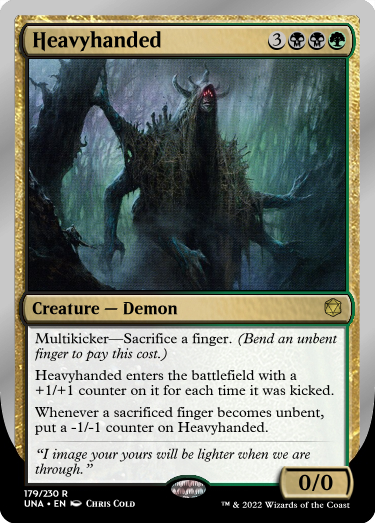 Heavyhanded 3
Creature — Demon
Multikicker—Sacrifice a finger. (Bend an unbent
finger to pay this cost.)
Heavyhanded enters the battlefield with a
+1/+1 counter on it for each time it was kicked.
Whenever a sacrificed finger becomes unbent,
put a -1/-1 counter on Heavyhanded.
“I image your yours will be lighter when we are
through.”
0/0
179/230 R
UNA • EN Chris Cold
™ & 2022 Wizards of the Coast